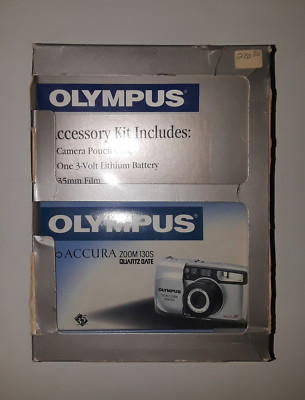 OLYMPUS®
ccessory Kit Includes:
Camera Pouch
One 3-Volt Lithium Battery
35mm Film
OLYMPUS®
ACCURA ZOOM 130S
QUARTZ DATE